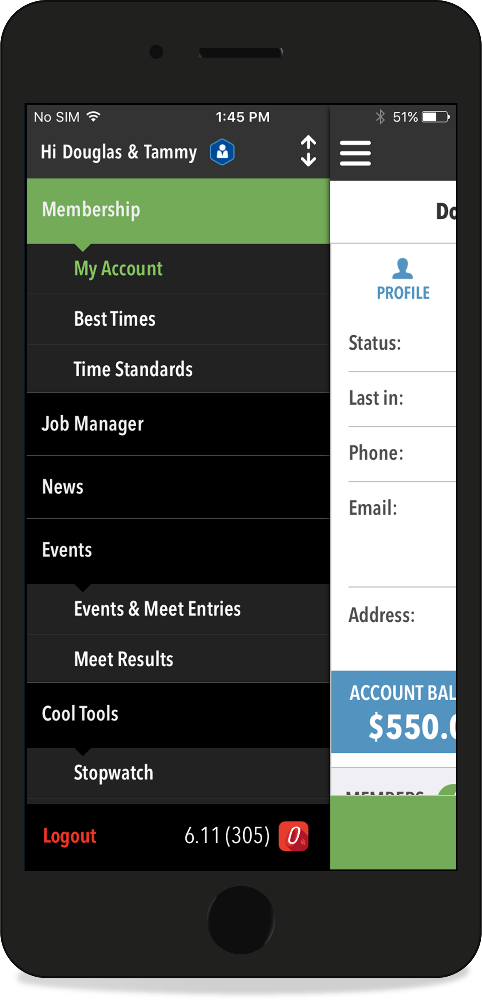 No SIM 1:45 PM 51%
Hi Douglas & Tammy
Membership
My Account
Best Times
Time Standards
Job Manager
News
Events
Events & Meet Entries
Meet Results
Cool Tools
Stopwatch
Logout 6.11 (305)
Do
PROFILE
Status:
Last in:
Phone:
Email:
Address:
ACCOUNT BAL
$550.0
MEMBERS